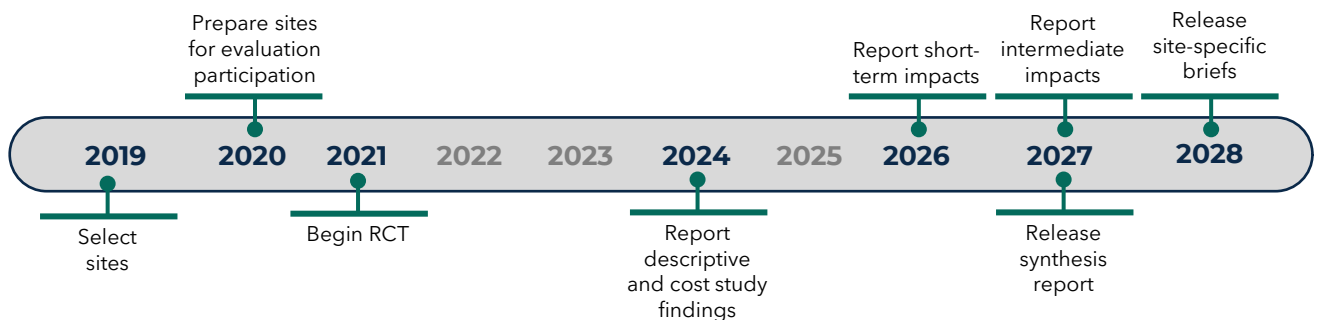 Prepare sites
for evaluation
participation
Report short-
term impacts
Report
intermediate
impacts
Release
site-specific
briefs
2019
2020
2021
2022
2023
2024
2025
2026
2027
2028
Select
sites
Begin RCT
Report
descriptive
and cost study
findings
Release
synthesis
report